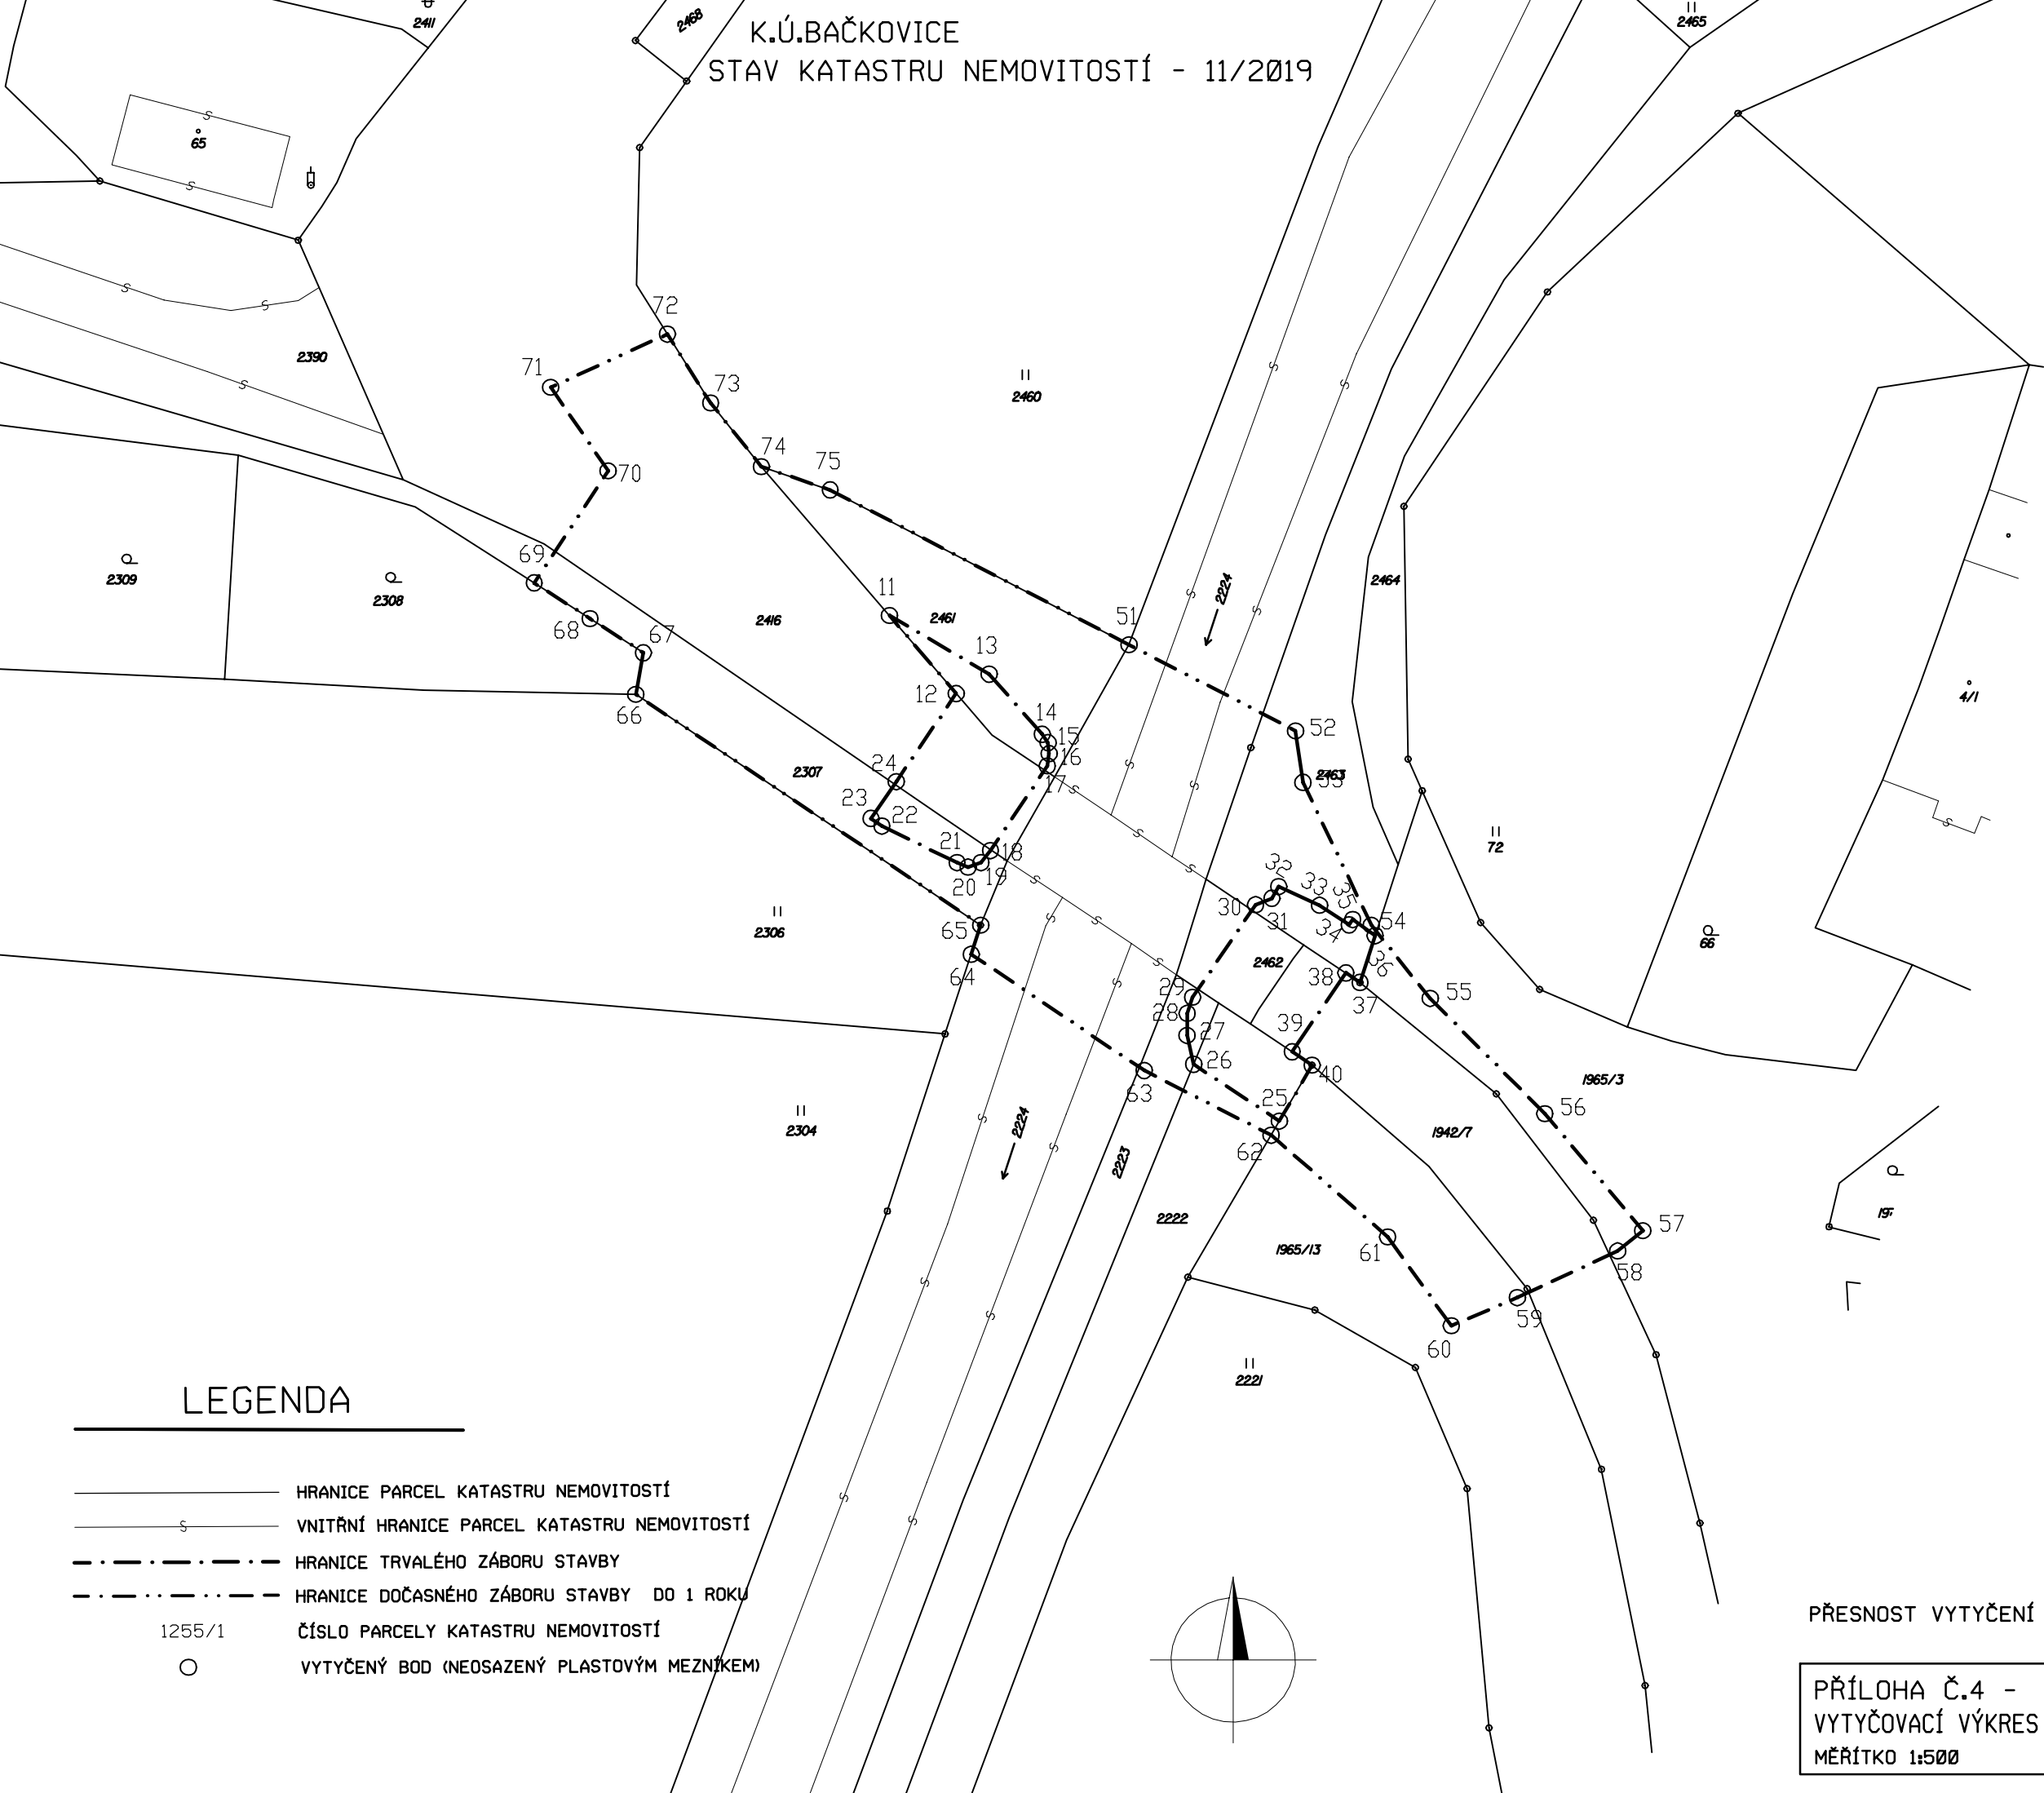 2411
2468
K.Ú.BAČKOVICE
2465
STAV KATASTRU NEMOVITOSTÍ - 11/2019
65
S
S
S
S
2390
S
72
71
73
2460
S
S
74
75
70
69
2309
2308
2464
68
67
66
11
2461
2416
13
51
2224
S
S
12
4/1
14
15
16
17
52
53
2463
24
2307
23
22
S
S
S
S
S
S
72
21
20
19
18
S
S
S
S
S
S
32
33
35
30
31
34
54
65
2306
66
64
2462
38
36
37
55
29
28
27
26
39
40
63
25
1965/3
56
2304
2224
S
S
62
2223
1942/7
2222
61
1965/13
57
58
59
60
S
S
2221
LEGENDA
HRANICE PARCEL KATASTRU NEMOVITOSTÍ
S VNITŘNÍ HRANICE PARCEL KATASTRU NEMOVITOSTÍ
S
S
HRANICE TRVALÉHO ZÁBORU STAVBY
HRANICE DOČASNÉHO ZÁBORU STAVBY DO 1 ROKU
1255/1 ČÍSLO PARCELY KATASTRU NEMOVITOSTÍ
VYTYČENÝ BOD (NEOSAZENÝ PLASTOVÝM MEZNÍKEM)
PŘESNOST VYTYČENÍ
PŘÍLOHA Č.4 -
VYTYČOVACÍ VÝKRES
MĚŘÍTKO 1:500